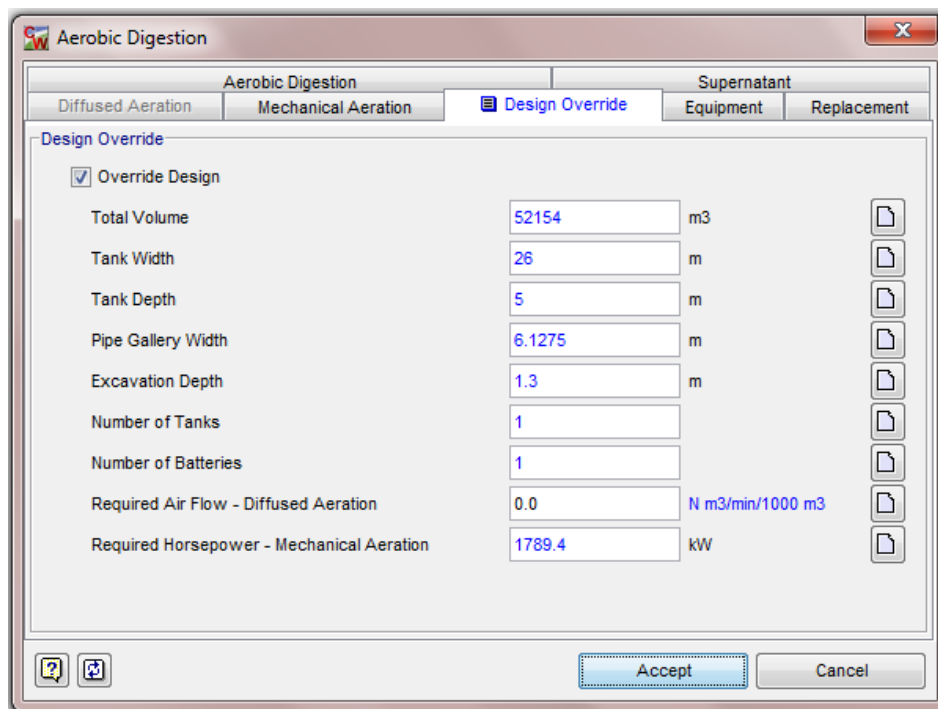 CW Aerobic Digestion
Aerobic Digestion Supernatant
Diffused Aeration Mechanical Aeration Design Override Equipment Replacement
Design Override
Override Design
Total Volume 52154 m3
Tank Width 26 m
Tank Depth 5 m
Pipe Gallery Width 6.1275 m
Excavation Depth 1.3 m
Number of Tanks 1
Number of Batteries 1
Required Air Flow - Diffused Aeration 0.0 N m3/min/1000 m3
Required Horsepower - Mechanical Aeration 1789.4 kW
? Accept Cancel